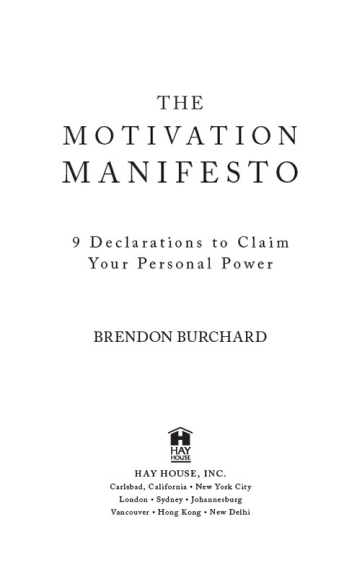 THE
MOTIVATION
MANIFESTO
9 Declarations to Claim
Your Personal Power
BRENDON BURCHARD
HAY
HOUSE
HAY HOUSE, INC.
Carlsbad, California • New York City
London • Sydney • Johannesburg
Vancouver • Hong Kong • New Delhi